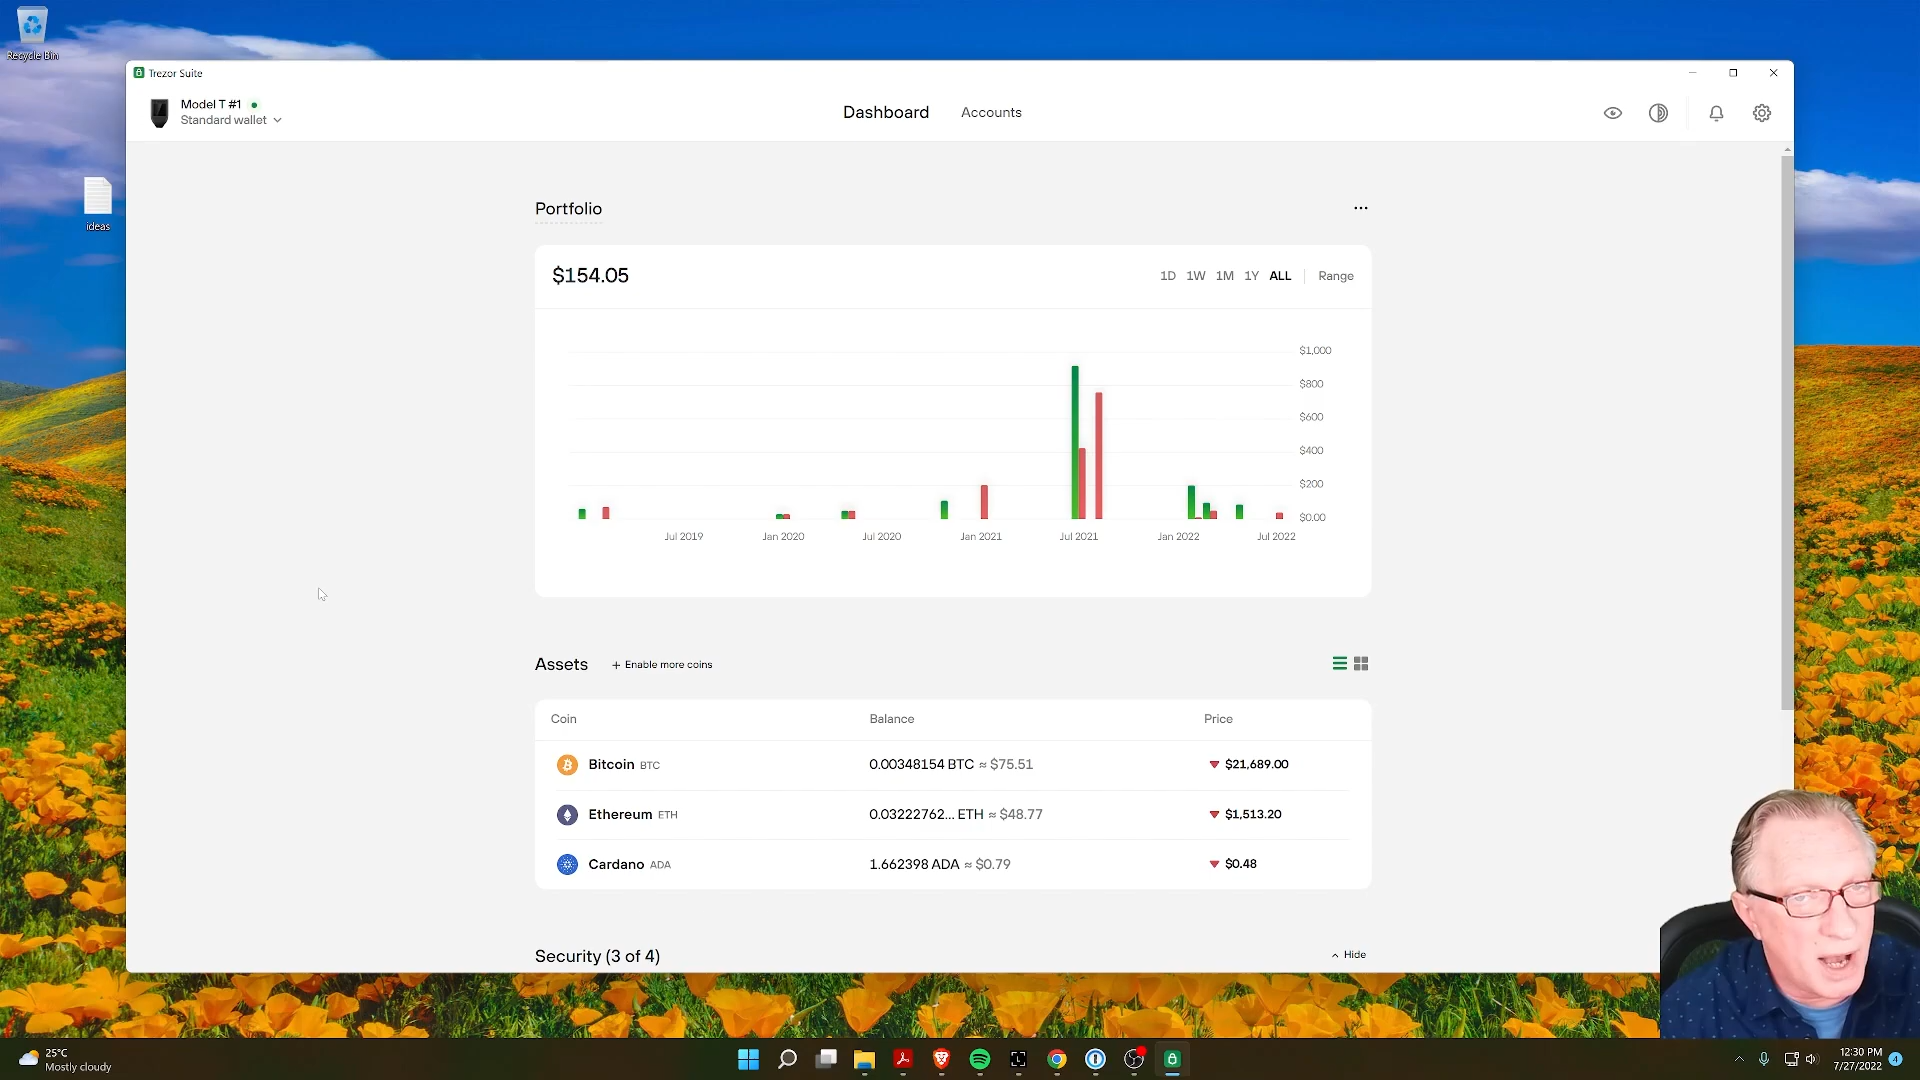 Recycle Bin
Trezor Suite
Model T #1
Standard wallet
Dashboard
Accounts
ideas
Portfolio
$154.05
1D 1W 1M 1Y ALL Range
$1,000
$800
$600
$400
$200
$0.00
Jul 2019 Jan 2020 Jul 2020 Jan 2021 Jul 2021 Jan 2022 Jul 2022
Assets + Enable more coins
Coin Balance Price
Bitcoin BTC 0.00348154 BTC ≈ $75.51 $21,689.00
Ethereum ETH 0.03222762... ETH ≈ $48.77 $1,513.20
Cardano ADA 1.662398 ADA ≈ $0.79 $0.48
Security (3 of 4) Hide
25°C
Mostly cloudy
12:30 PM
7/27/2022
4